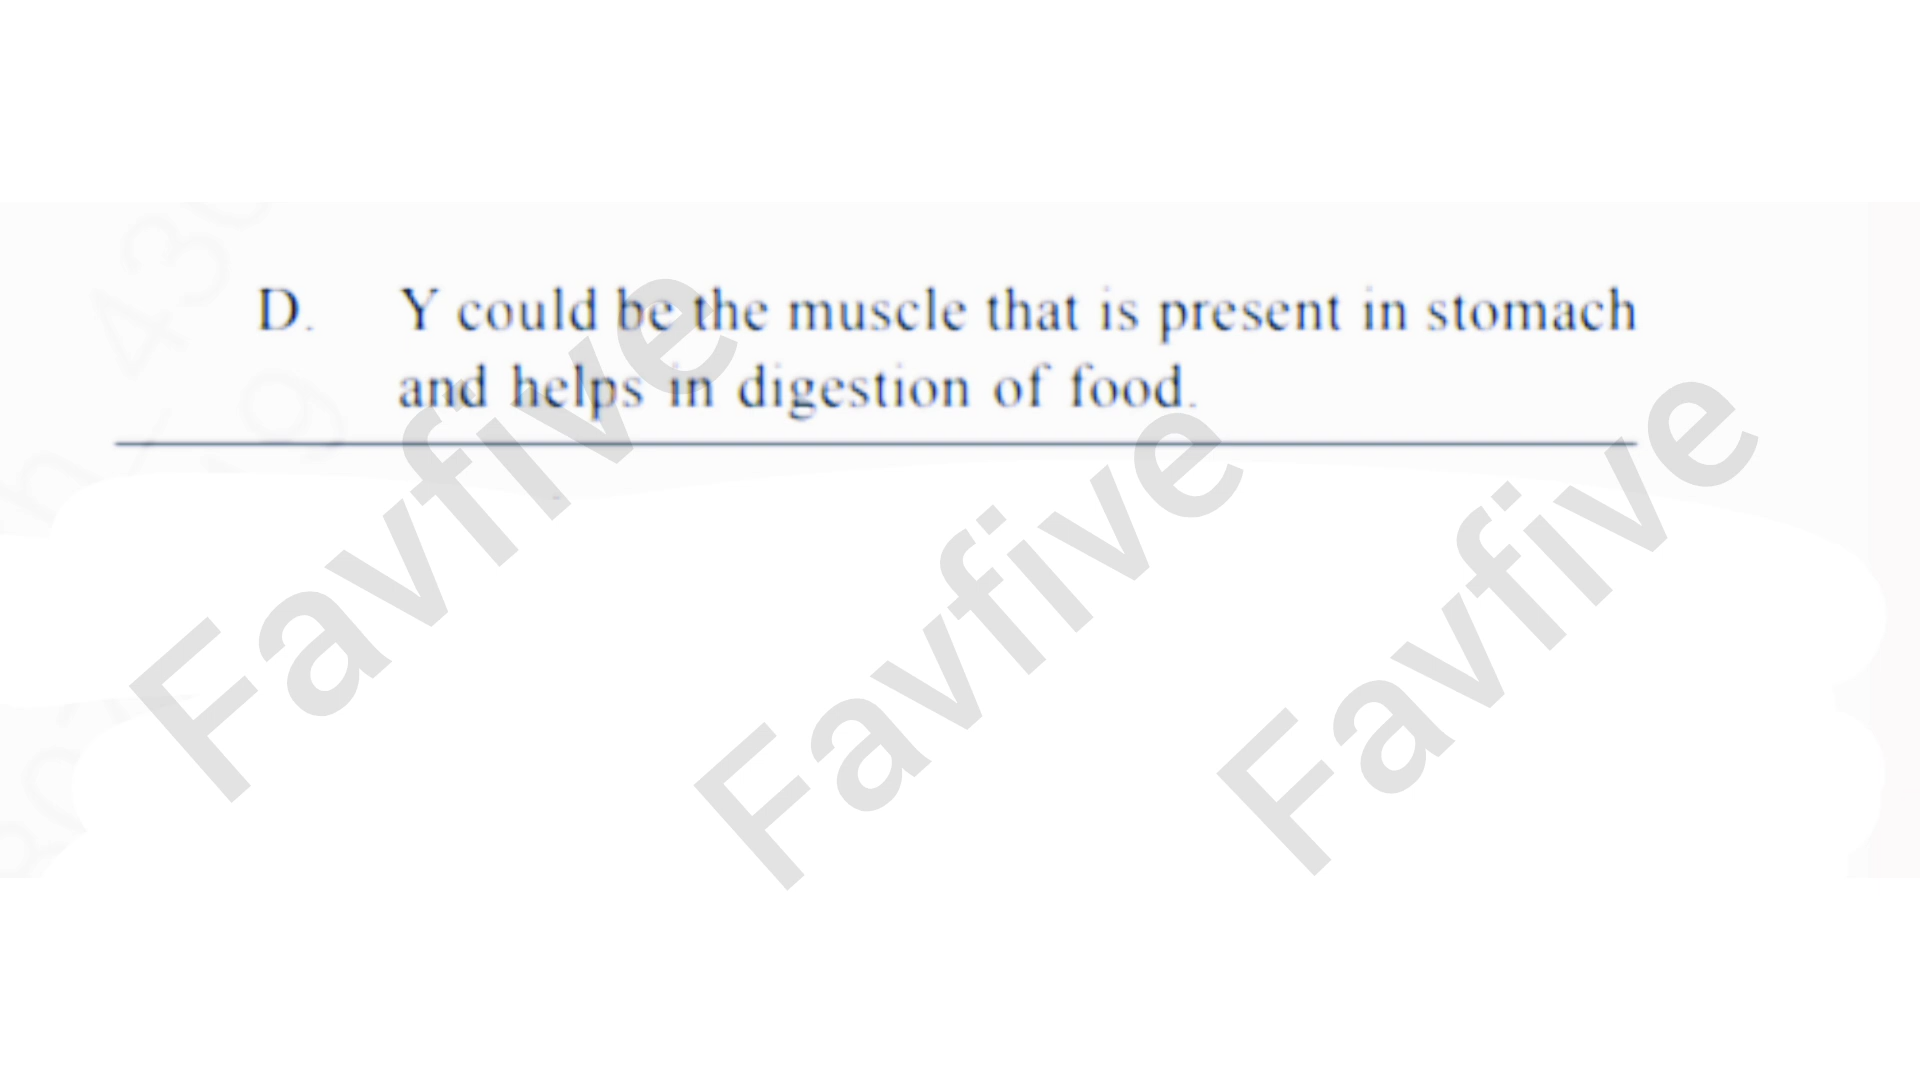 D. Y could be the muscle that is present in stomach
and helps in digestion of food.
Favfive
Favfive
Favfive